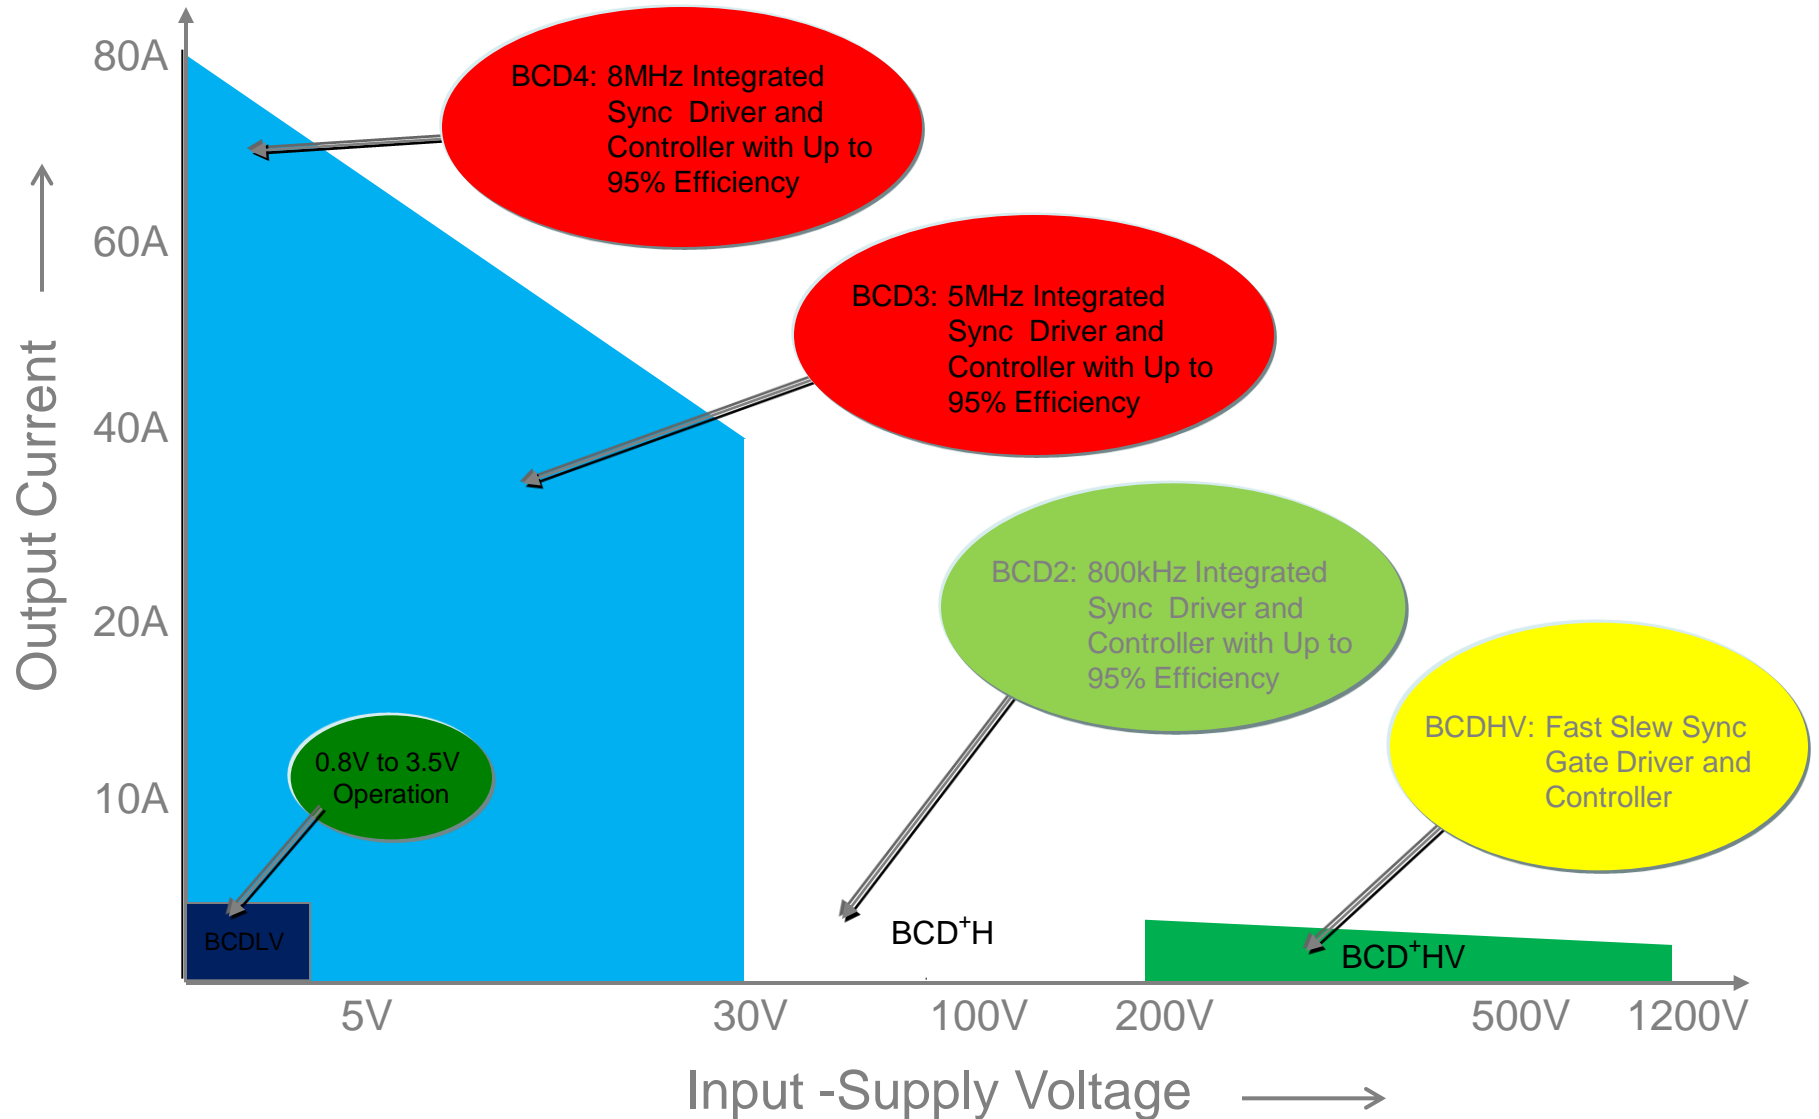 80A
60A
40A
20A
10A
Output Current
BCD4: 8MHz Integrated
Sync Driver and
Controller with Up to
95% Efficiency
BCD3: 5MHz Integrated
Sync Driver and
Controller with Up to
95% Efficiency
BCD2: 800kHz Integrated
Sync Driver and
Controller with Up to
95% Efficiency
BCDHV: Fast Slew Sync
Gate Driver and
Controller
0.8V to 3.5V
Operation
BCDLV
BCD⁺H
BCD⁺HV
5V
30V
100V
200V
500V
1200V
Input -Supply Voltage